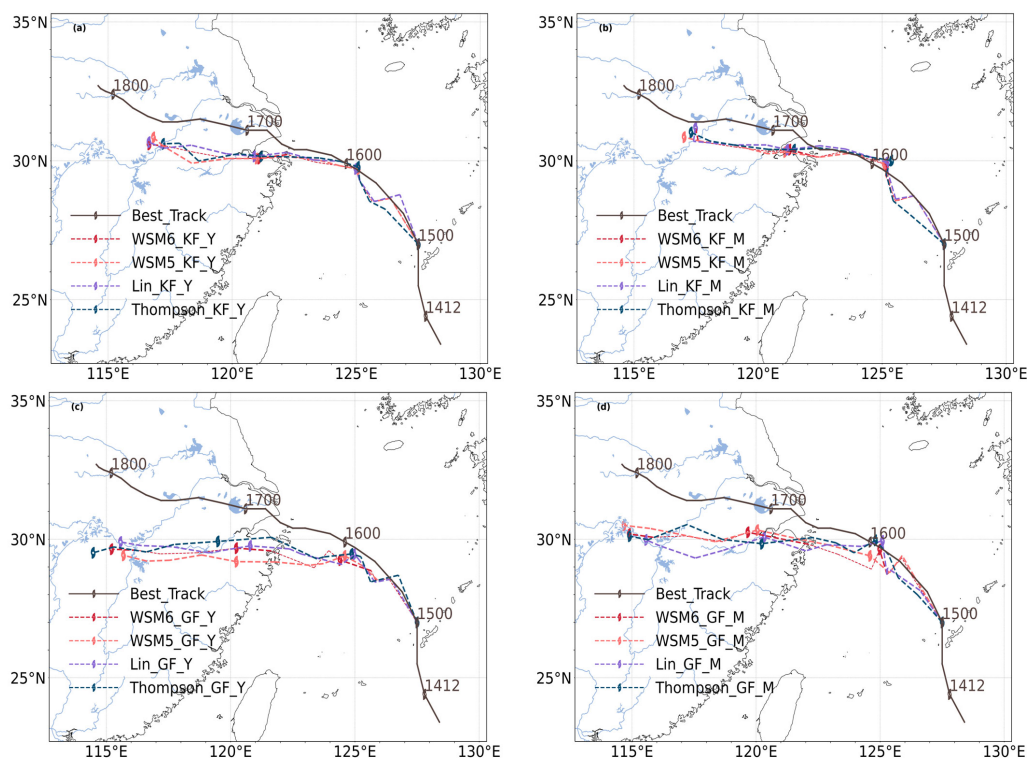 35°N
(a)
1800
1700
30°N
1600
Best_Track
1500
WSM6_KF_Y
WSM5_KF_Y
Lin_KF_Y
25°N
1412
Thompson_KF_Y
115°E
120°E
125°E
130°E
35°N
(b)
1800
1700
30°N
1600
Best_Track
1500
WSM6_KF_M
WSM5_KF_M
Lin_KF_M
25°N
1412
Thompson_KF_M
115°E
120°E
125°E
130°E
35°N
(c)
1800
1700
30°N
1600
Best_Track
1500
WSM6_GF_Y
WSM5_GF_Y
Lin_GF_Y
25°N
1412
Thompson_GF_Y
115°E
120°E
125°E
130°E
35°N
(d)
1800
1700
30°N
1600
Best_Track
1500
WSM6_GF_M
WSM5_GF_M
Lin_GF_M
25°N
1412
Thompson_GF_M
115°E
120°E
125°E
130°E